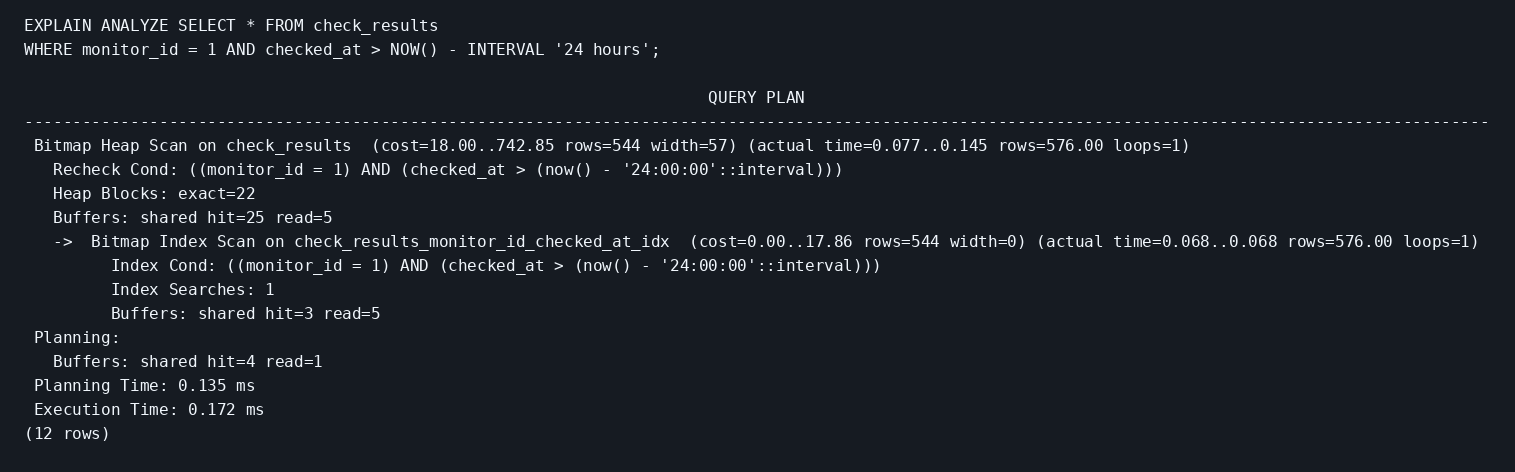 EXPLAIN ANALYZE SELECT * FROM check_results
WHERE monitor_id = 1 AND checked_at > NOW() - INTERVAL '24 hours';
QUERY PLAN
--------------------------------------------------------------------------------------------------------------------------------------------------------
Bitmap Heap Scan on check_results  (cost=18.00..742.85 rows=544 width=57) (actual time=0.077..0.145 rows=576.00 loops=1)
  Recheck Cond: ((monitor_id = 1) AND (checked_at > (now() - '24:00:00'::interval)))
  Heap Blocks: exact=22
  Buffers: shared hit=25 read=5
  ->  Bitmap Index Scan on check_results_monitor_id_checked_at_idx  (cost=0.00..17.86 rows=544 width=0) (actual time=0.068..0.068 rows=576.00 loops=1)
        Index Cond: ((monitor_id = 1) AND (checked_at > (now() - '24:00:00'::interval)))
        Index Searches: 1
        Buffers: shared hit=3 read=5
Planning:
  Buffers: shared hit=4 read=1
Planning Time: 0.135 ms
Execution Time: 0.172 ms
(12 rows)